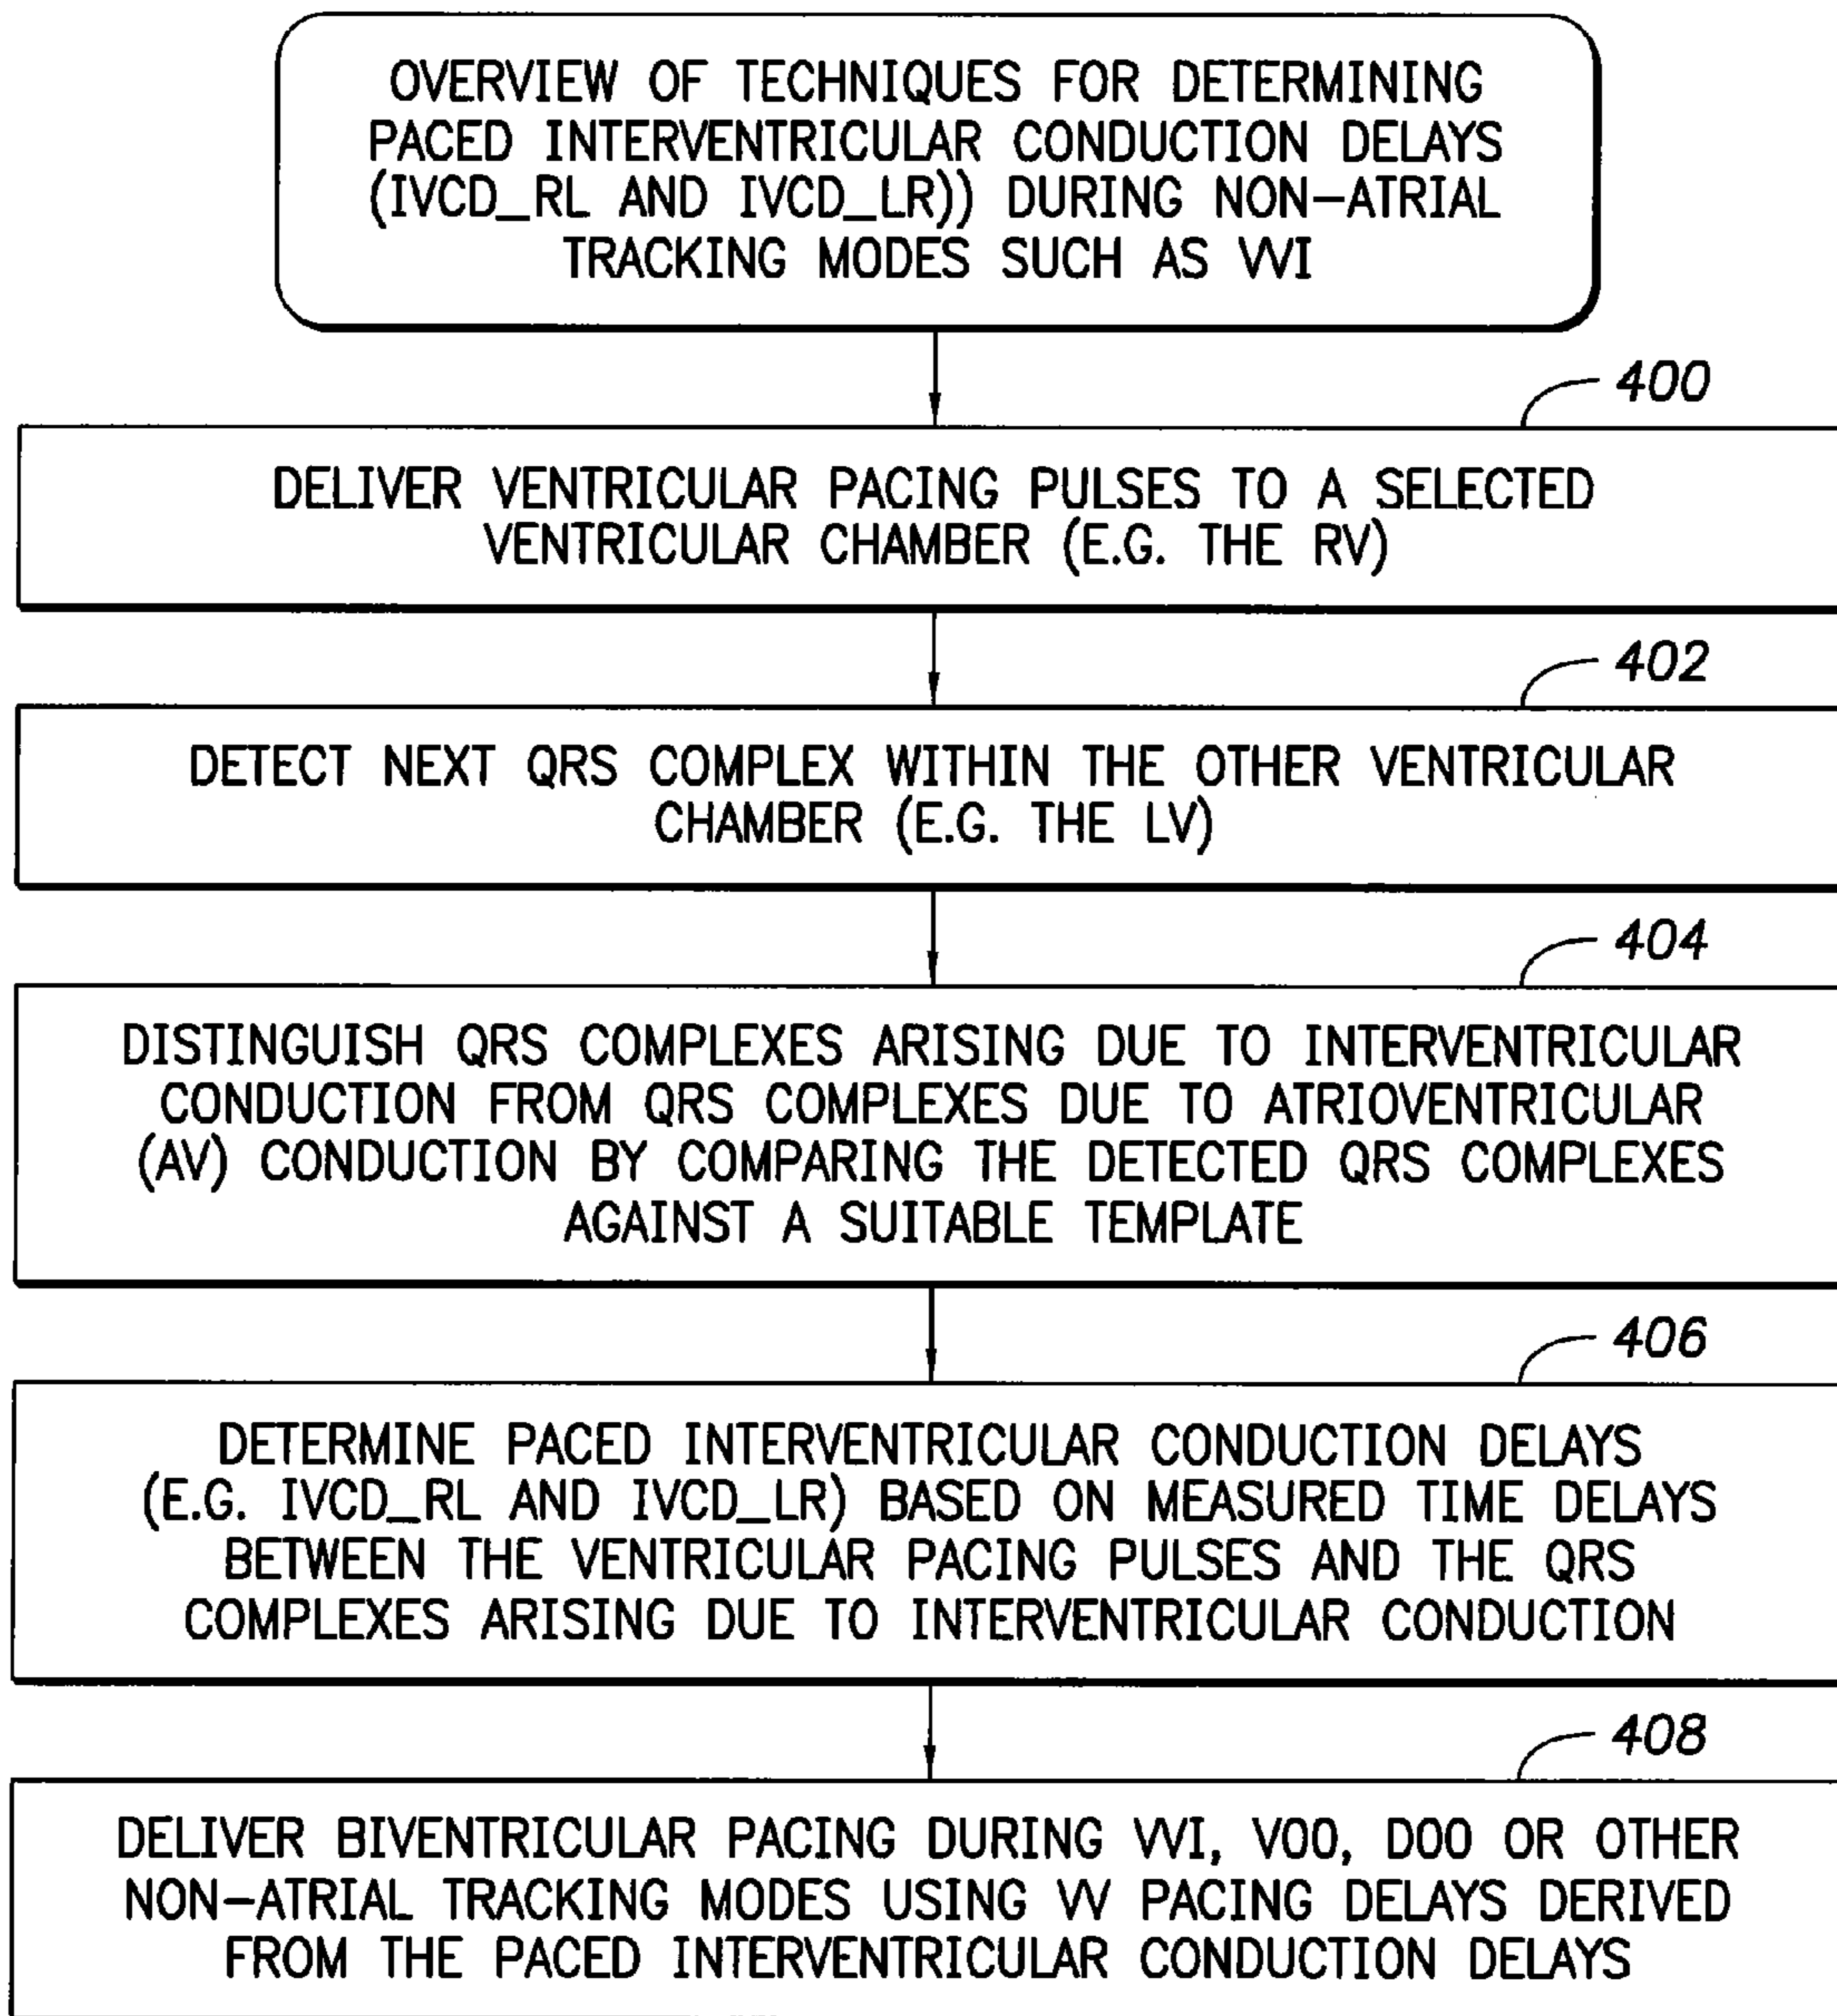 OVERVIEW OF TECHNIQUES FOR DETERMINING
PACED INTERVENTRICULAR CONDUCTION DELAYS
(IVCD_RL AND IVCD_LR)) DURING NON-ATRIAL
TRACKING MODES SUCH AS VVI
400
DELIVER VENTRICULAR PACING PULSES TO A SELECTED
VENTRICULAR CHAMBER (E.G. THE RV)
402
DETECT NEXT QRS COMPLEX WITHIN THE OTHER VENTRICULAR
CHAMBER (E.G. THE LV)
404
DISTINGUISH QRS COMPLEXES ARISING DUE TO INTERVENTRICULAR
CONDUCTION FROM QRS COMPLEXES DUE TO ATRIOVENTRICULAR
(AV) CONDUCTION BY COMPARING THE DETECTED QRS COMPLEXES
AGAINST A SUITABLE TEMPLATE
406
DETERMINE PACED INTERVENTRICULAR CONDUCTION DELAYS
(E.G. IVCD_RL AND IVCD_LR) BASED ON MEASURED TIME DELAYS
BETWEEN THE VENTRICULAR PACING PULSES AND THE QRS
COMPLEXES ARISING DUE TO INTERVENTRICULAR CONDUCTION
408
DELIVER BIVENTRICULAR PACING DURING VVI, VOO, DOO OR OTHER
NON-ATRIAL TRACKING MODES USING VV PACING DELAYS DERIVED
FROM THE PACED INTERVENTRICULAR CONDUCTION DELAYS